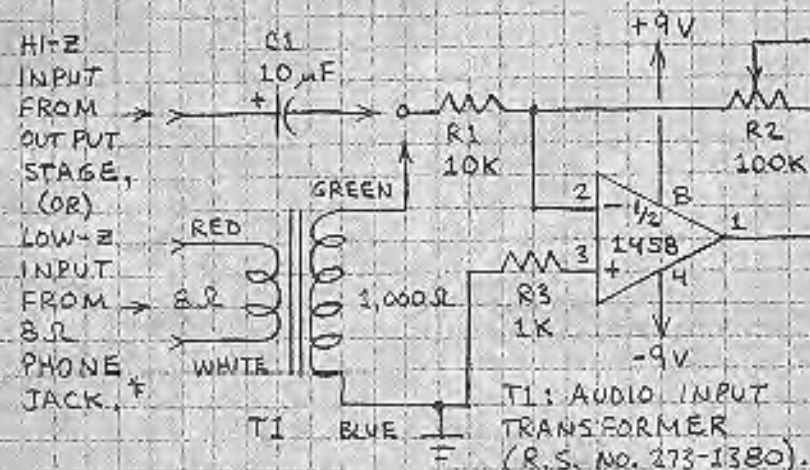 HI-Z
INPUT
FROM
OUTPUT
STAGE,
(OR)
LOW-Z
INPUT
FROM
8Ω
PHONE
JACK.*
C1
10 µF
+
R1
10K
+9V
R2
100K
GREEN
RED
8Ω
WHITE
1,000Ω
T1
BLUE
2
-
1/2
1458
8
1
3
+
4
R3
1K
-9V
T1: AUDIO INPUT
TRANSFORMER
(R.S. NO. 273-1380).